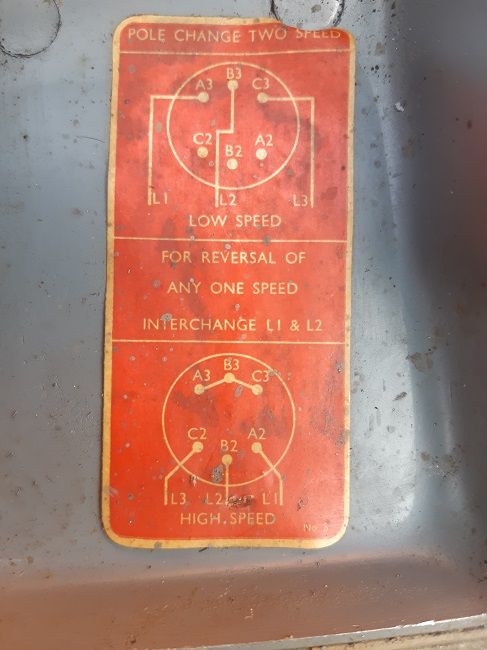 POLE CHANGE TWO SPEED
B3
A3 C3
C2 A2
B2
L1 L2 L3
LOW SPEED
FOR REVERSAL OF
ANY ONE SPEED
INTERCHANGE L1 & L2
B3
A3 C3
C2 B2 A2
L3 L2 L1
HIGH SPEED
No